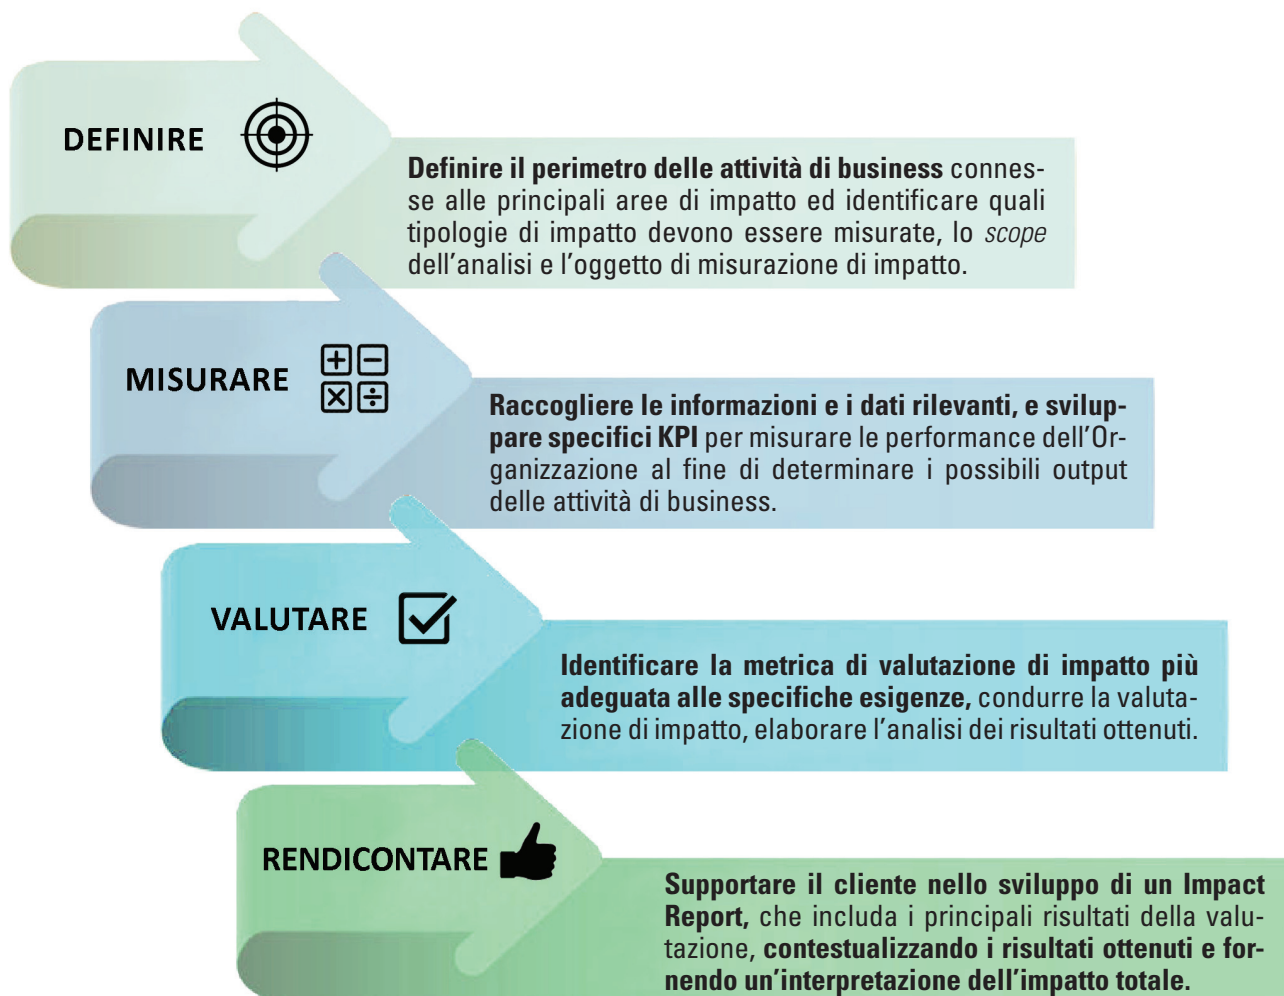 DEFINIRE
Definire il perimetro delle attività di business connes-
se alle principali aree di impatto ed identificare quali
tipologie di impatto devono essere misurate, lo scope
dell'analisi e l'oggetto di misurazione di impatto.
MISURARE
Raccogliere le informazioni e i dati rilevanti, e svilup-
pare specifici KPI per misurare le performance dell'Or-
ganizzazione al fine di determinare i possibili output
delle attività di business.
VALUTARE
Identificare la metrica di valutazione di impatto più
adeguata alle specifiche esigenze, condurre la valuta-
zione di impatto, elaborare l'analisi dei risultati ottenuti.
RENDICONTARE
Supportare il cliente nello sviluppo di un Impact
Report, che includa i principali risultati della valu-
tazione, contestualizzando i risultati ottenuti e for-
nendo un'interpretazione dell'impatto totale.